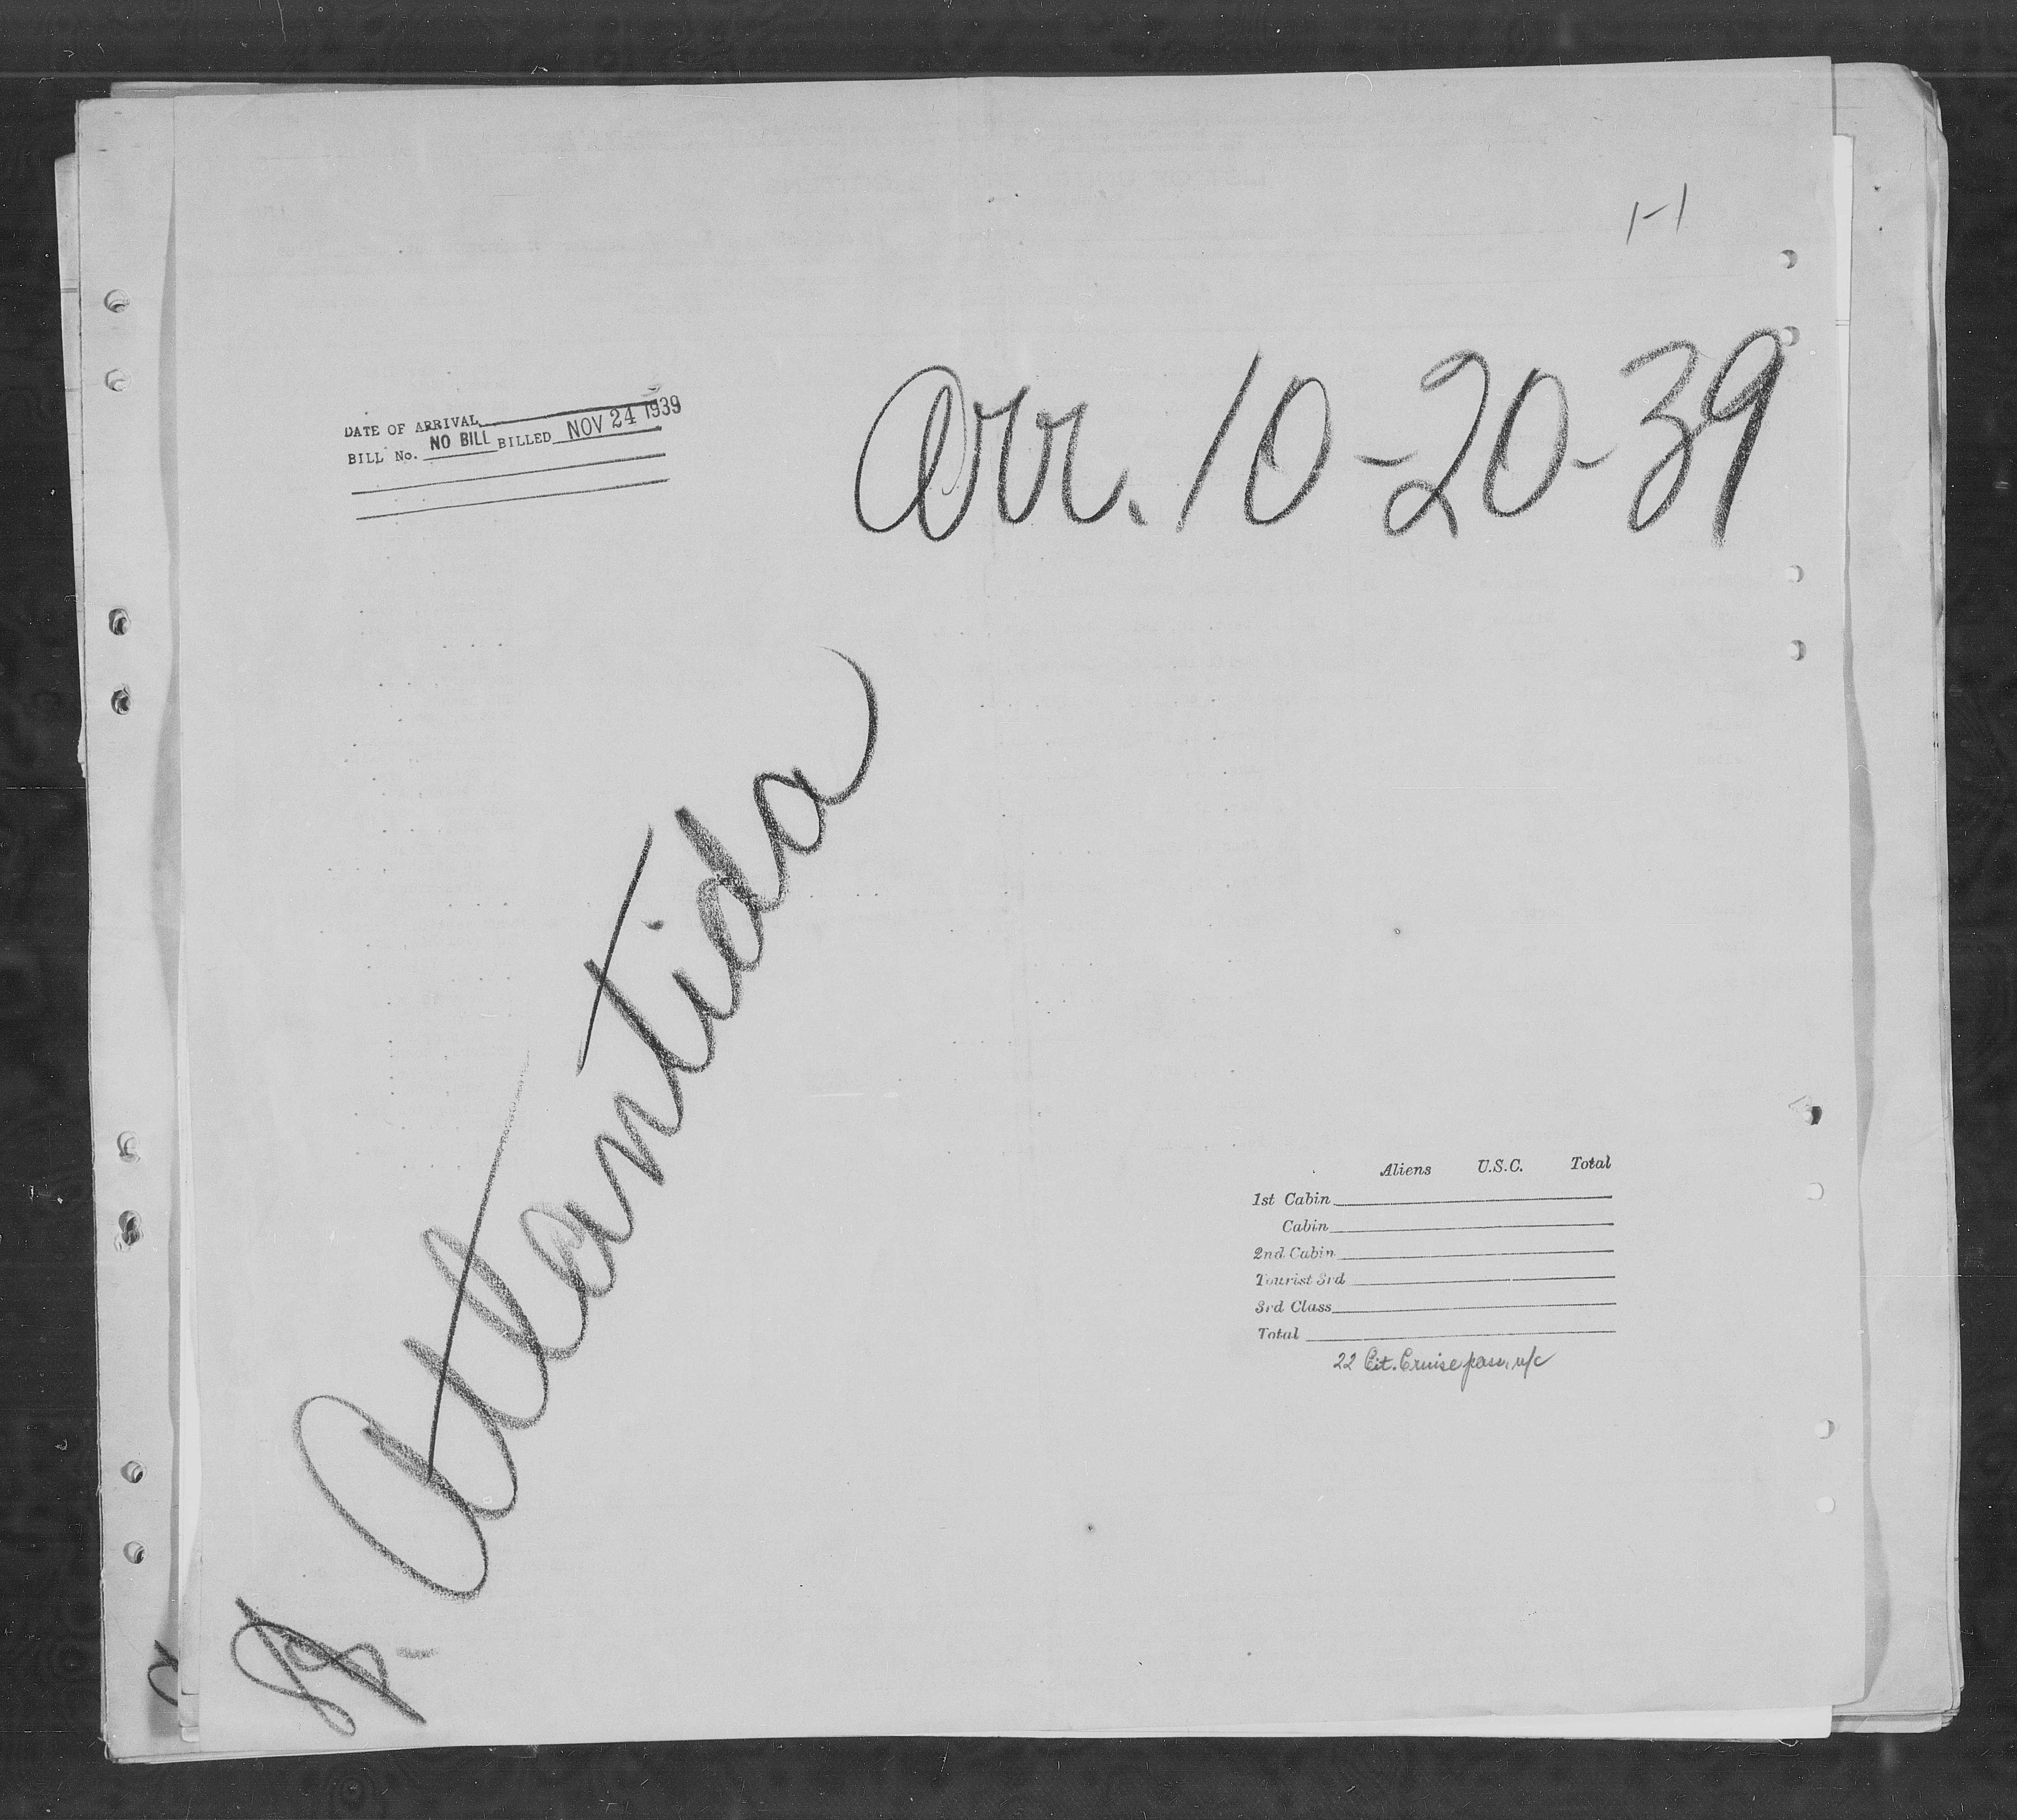 1-1
DATE OF ARRIVAL
BILL No. NO BILL BILLED NOV 24 1939
Arr. 10-20-39
SS. Atlantida
Aliens U.S.C. Total
1st Cabin
Cabin
2nd Cabin
Tourist 3rd
3rd Class
Total
22 Cit. Cruise pass. n/c